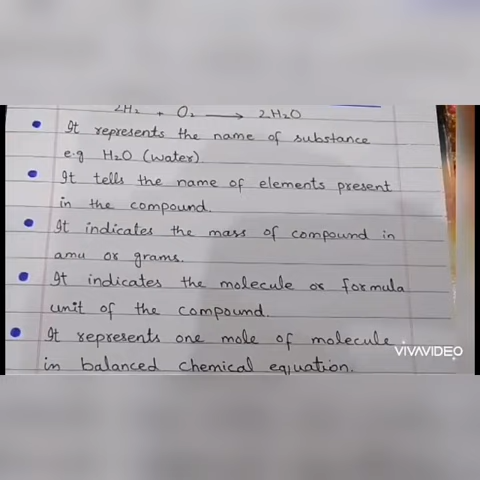 2H₂ + O₂ ⟶ 2H₂O
• It represents the name of substance
e.g H₂O (water)
• It tells the name of elements present
in the compound.
• It indicates the mass of compound in
amu or grams.
• It indicates the molecule or formula
unit of the compound.
• It represents one mole of molecule
in balanced chemical equation.
VIVAVIDEO